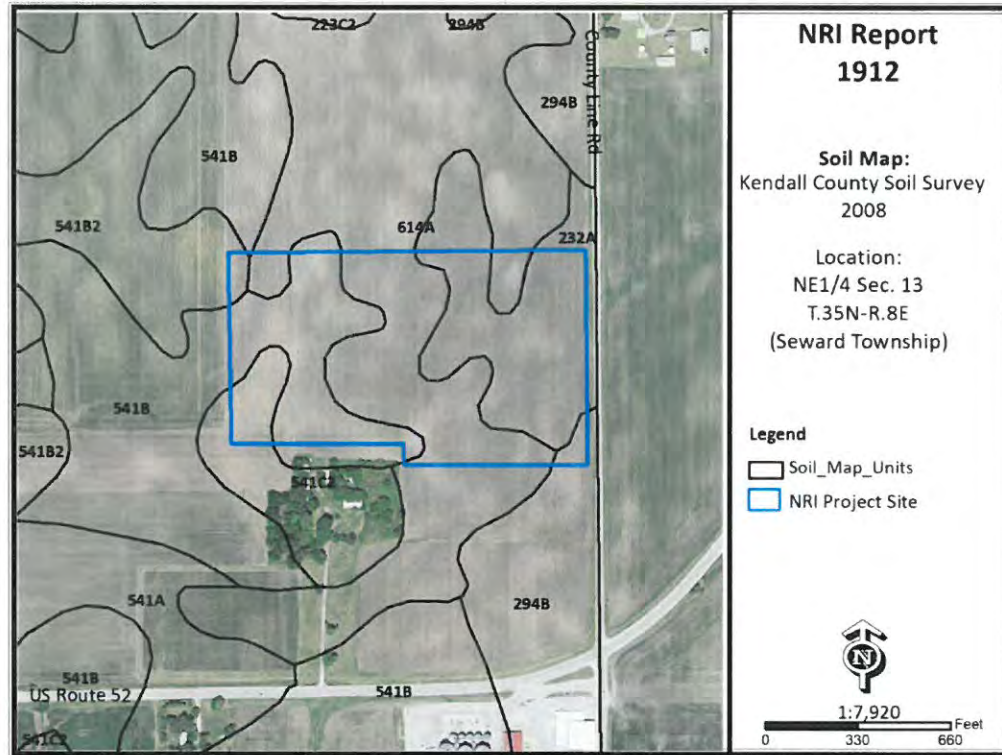 223C2
294B
County Line Rd
294B
541B
541B2
614A
232A
541B
541B2
541C2
541A
294B
541B
US Route 52
541B
541C2
NRI Report
1912
Soil Map:
Kendall County Soil Survey
2008
Location:
NE1/4 Sec. 13
T.35N-R.8E
(Seward Township)
Legend
Soil_Map_Units
NRI Project Site
N
1:7,920
Feet
0 330 660